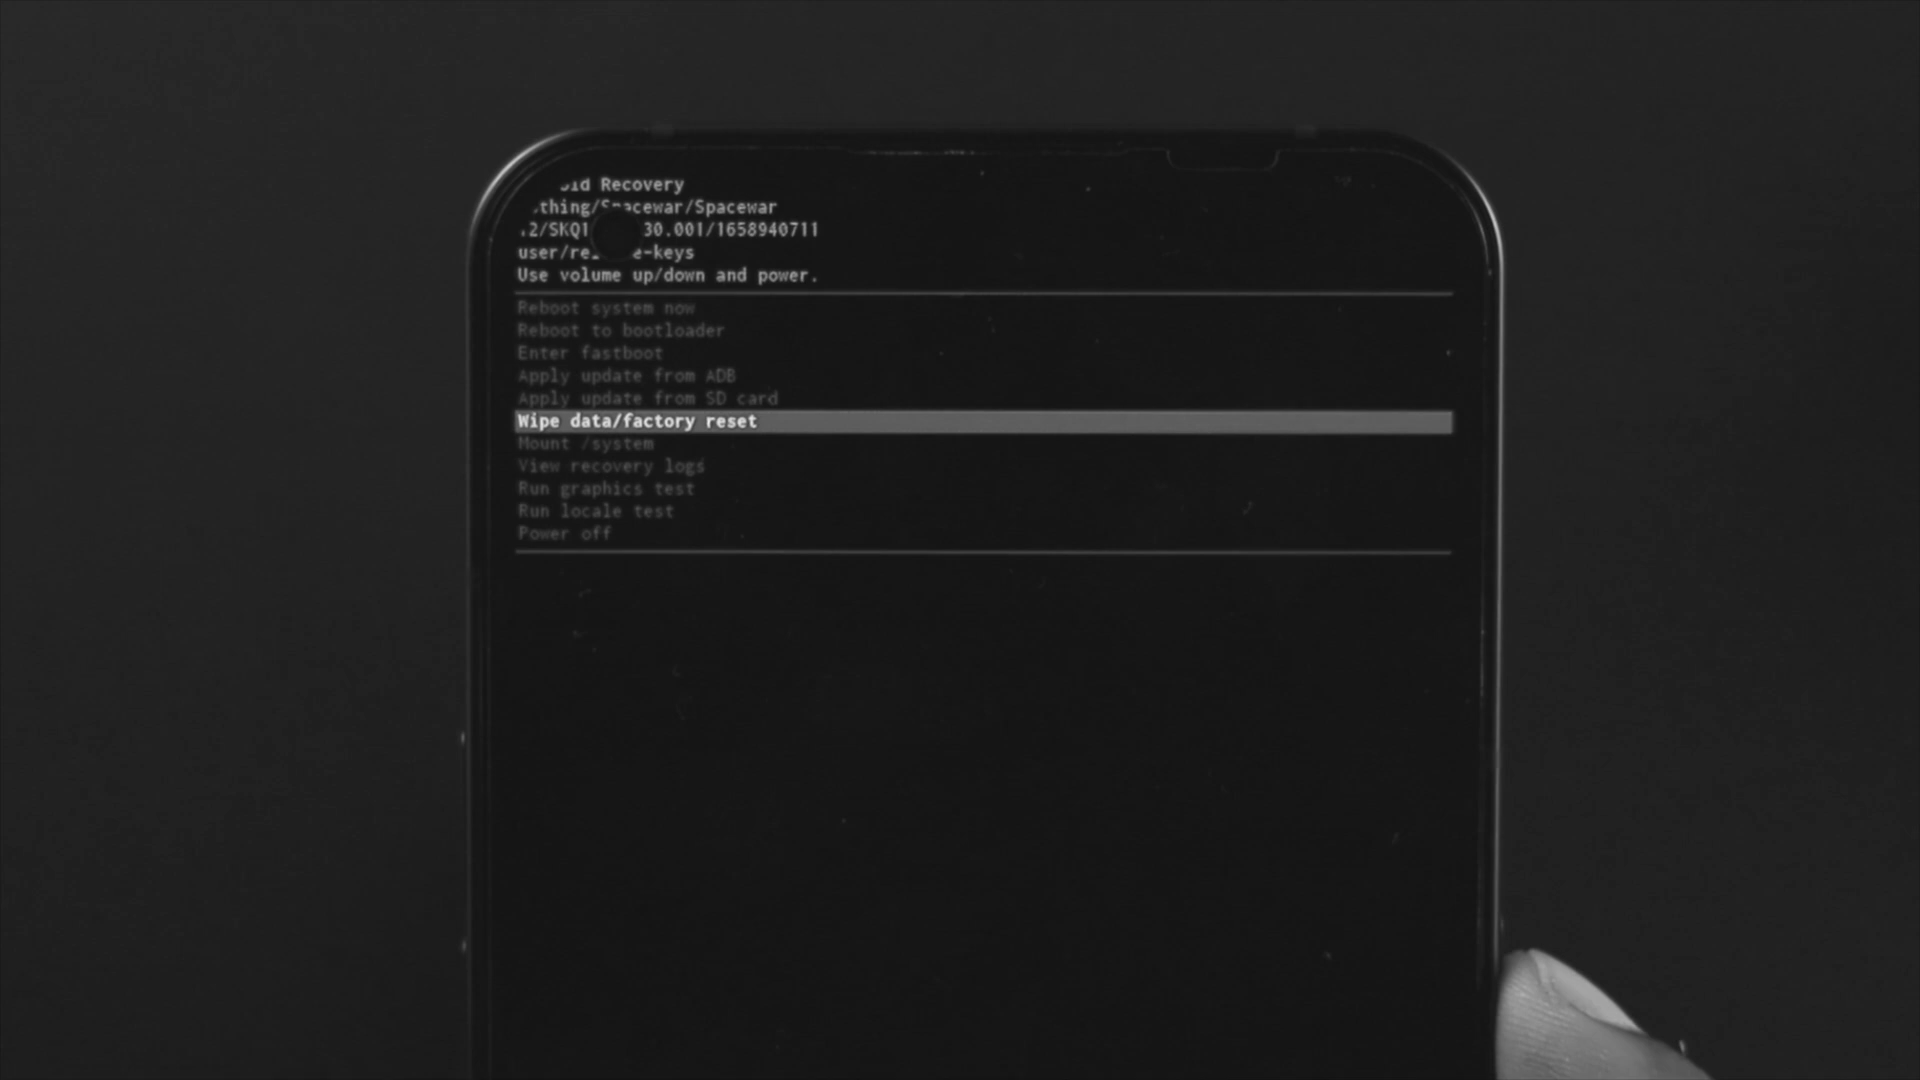 Recovery
/Spacewar/Spacewar
30.001/1658940711
user/
Use volume up/down and power.
Reboot system now
Reboot to bootloader
Enter fastboot
Apply update from ADB
Apply update from SD card
Wipe data/factory reset
Mount /system
View recovery logs
Run graphics test
Run locale test
Power off